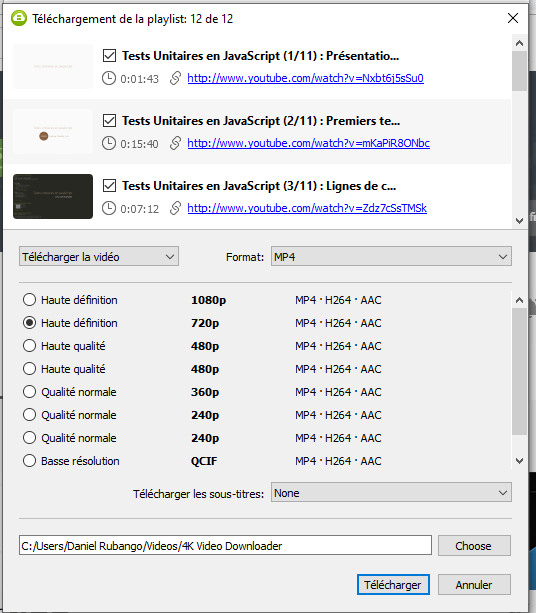 Téléchargement de la playlist: 12 de 12
Tests Unitaires en JavaScript (1/11) : Présentatio...
0:01:43 http://www.youtube.com/watch?v=Nxbt6j5sSu0
Tests Unitaires en JavaScript (2/11) : Premiers te...
0:15:40 http://www.youtube.com/watch?v=mKaPiR8ONbc
Tests Unitaires en JavaScript (3/11) : Lignes de c...
0:07:12 http://www.youtube.com/watch?v=Zdz7cSsTMSk
Télécharger la vidéo Format: MP4
Haute définition 1080p MP4 · H264 · AAC
Haute définition 720p MP4 · H264 · AAC
Haute qualité 480p MP4 · H264 · AAC
Haute qualité 480p MP4 · H264 · AAC
Qualité normale 360p MP4 · H264 · AAC
Qualité normale 240p MP4 · H264 · AAC
Qualité normale 240p MP4 · H264 · AAC
Basse résolution QCIF MP4 · H264 · AAC
Télécharger les sous-titres: None
C:/Users/Daniel Rubango/Videos/4K Video Downloader Choose
Télécharger Annuler